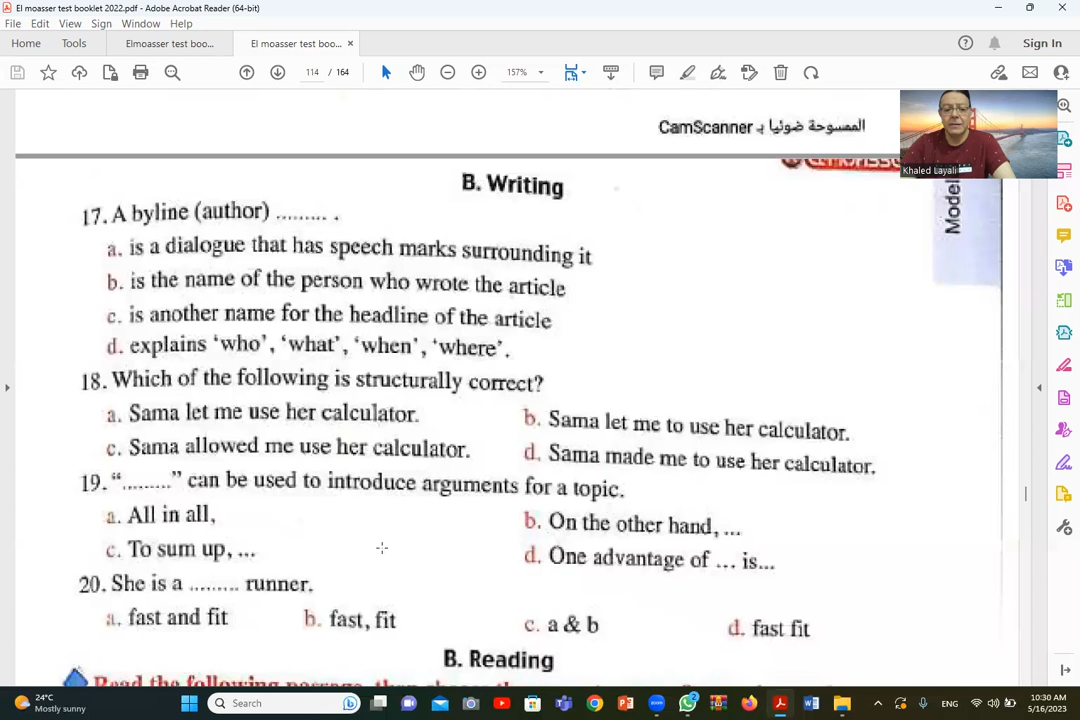 El moasser test booklet 2022.pdf - Adobe Acrobat Reader (64-bit)
File Edit View Sign Window Help
Home Tools Elmoasser test boo... El moasser test boo... × Sign In
114 / 164 157%
الممسوحة ضوئيا بـ CamScanner
Khaled Layali
Model
B. Writing
17. A byline (author) ......... .
a. is a dialogue that has speech marks surrounding it
b. is the name of the person who wrote the article
c. is another name for the headline of the article
d. explains ‘who’, ‘what’, ‘when’, ‘where’.
18. Which of the following is structurally correct?
a. Sama let me use her calculator. b. Sama let me to use her calculator.
c. Sama allowed me use her calculator. d. Sama made me to use her calculator.
19. “.........” can be used to introduce arguments for a topic.
a. All in all, b. On the other hand, ...
c. To sum up, ... d. One advantage of ... is...
20. She is a ......... runner.
a. fast and fit b. fast, fit c. a & b d. fast fit
B. Reading
Read the following passage, then choose the
24°C
Mostly sunny
Search
ENG
10:30 AM
5/16/2023